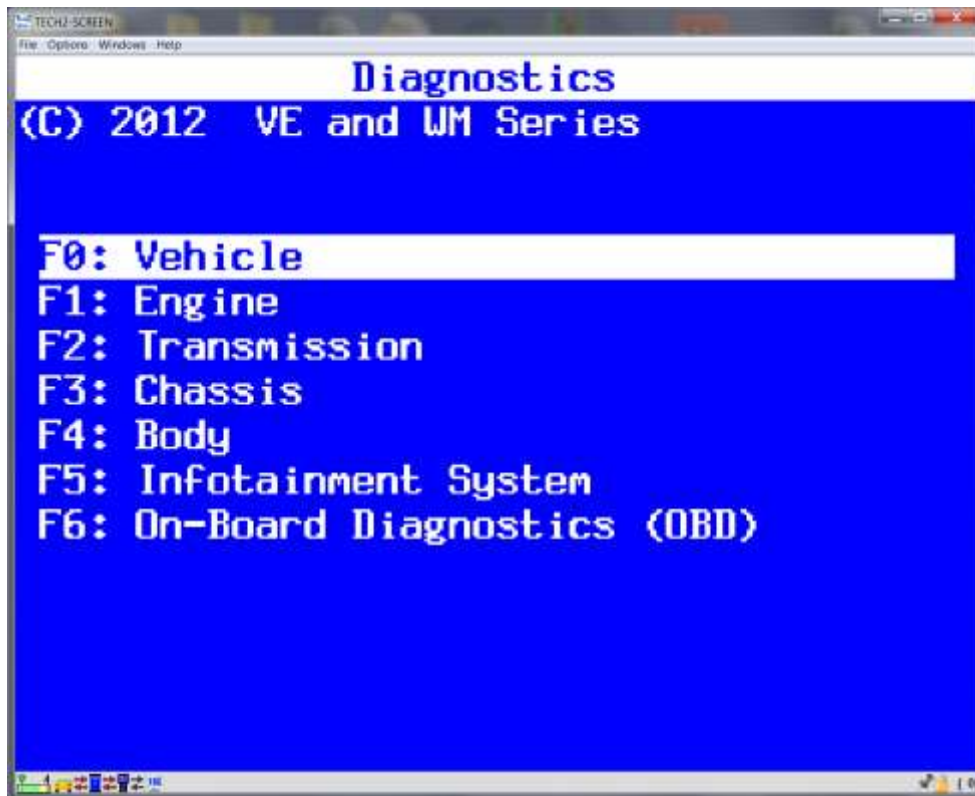 TECH2-SCREEN
File Options Windows Help
Diagnostics
(C) 2012 VE and WM Series
F0: Vehicle
F1: Engine
F2: Transmission
F3: Chassis
F4: Body
F5: Infotainment System
F6: On-Board Diagnostics (OBD)